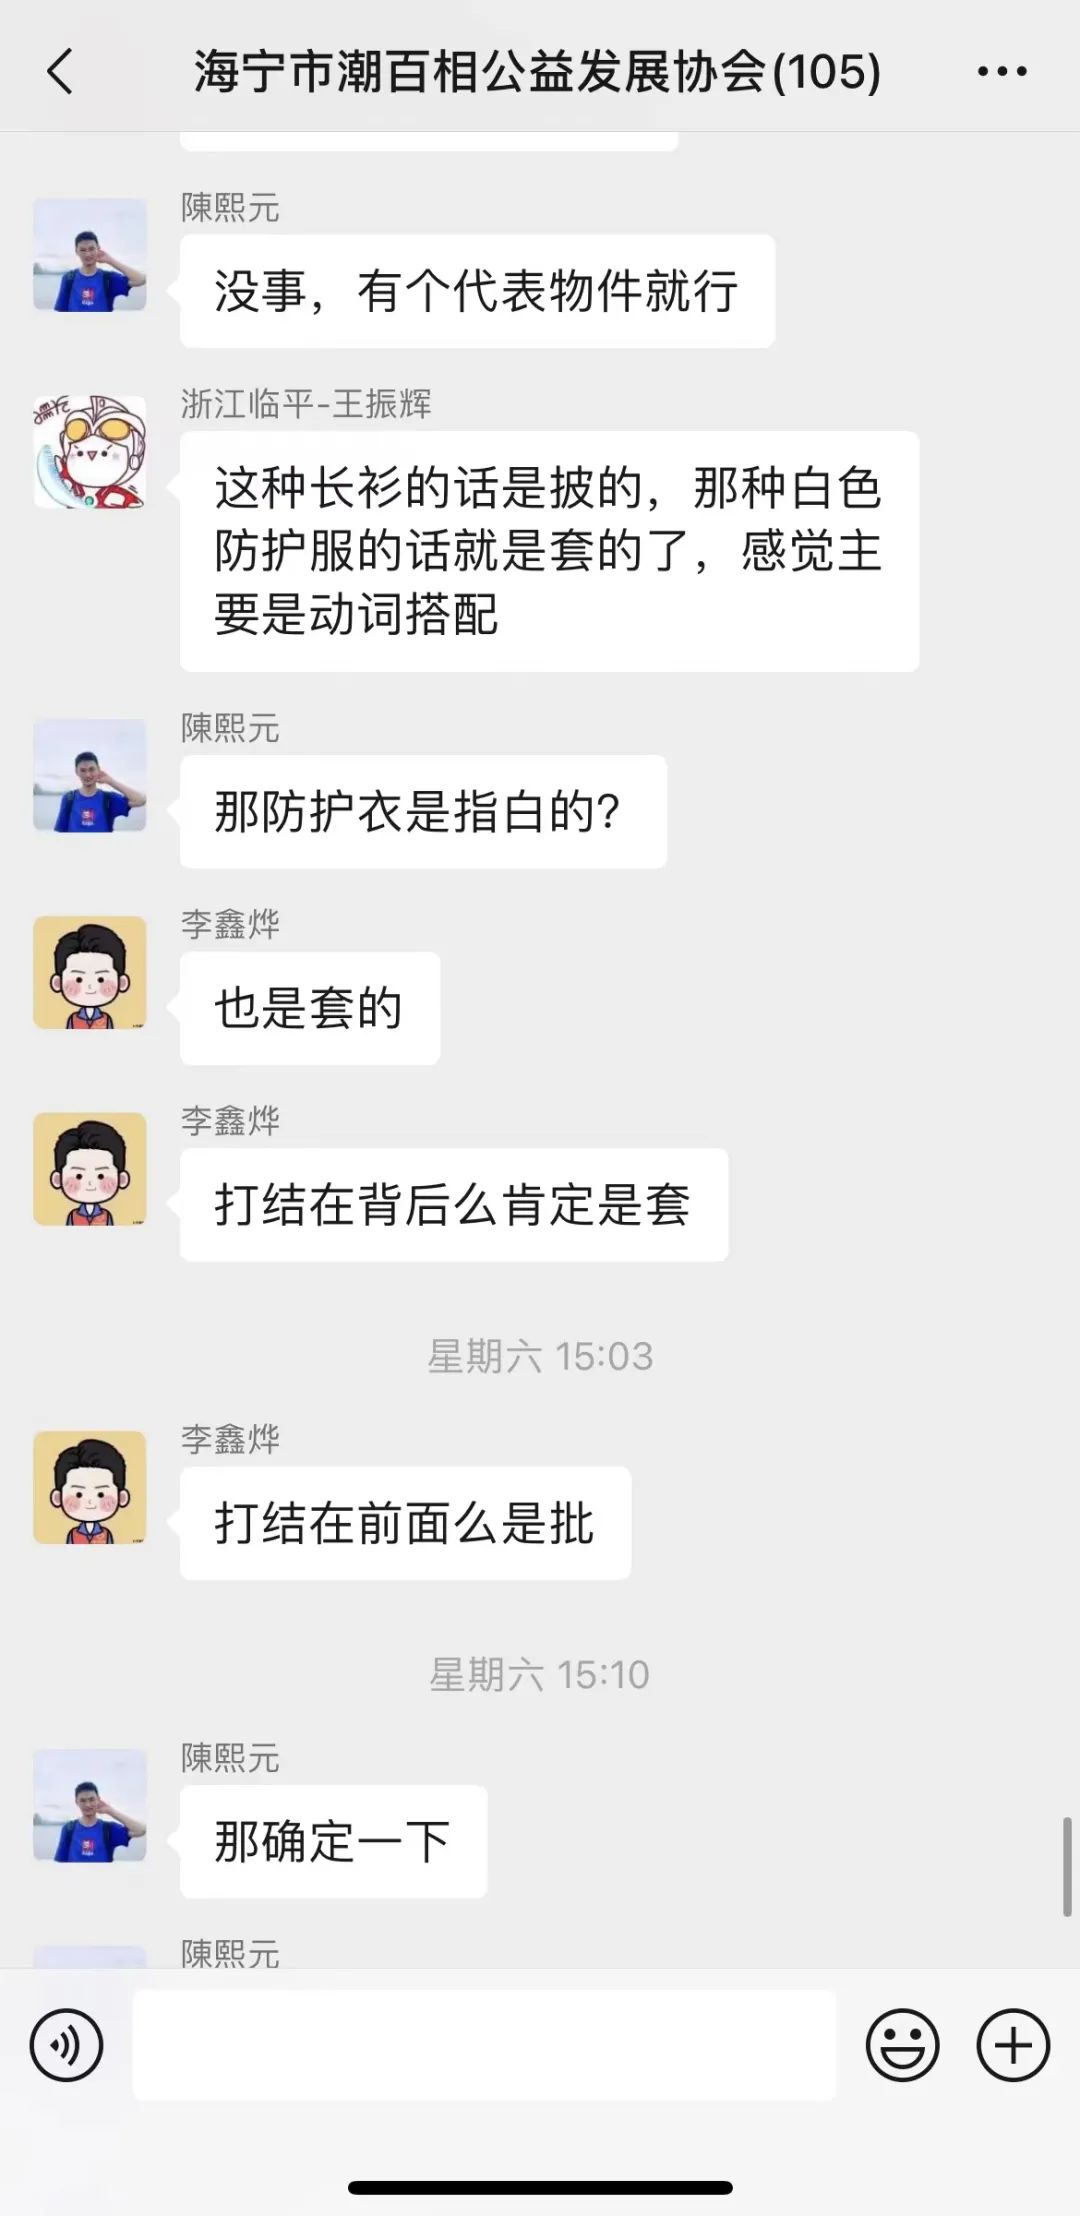 海宁市潮百相公益发展协会(105)
陳熙元
没事，有个代表物件就行
浙江临平-王振辉
这种长衫的话是披的，那种白色
防护服的话就是套的了，感觉主
要是动词搭配
陳熙元
那防护衣是指白的?
李鑫烨
也是套的
李鑫烨
打结在背后么肯定是套
星期六 15:03
李鑫烨
打结在前面么是批
星期六 15:10
陳熙元
那确定一下
陳熙元